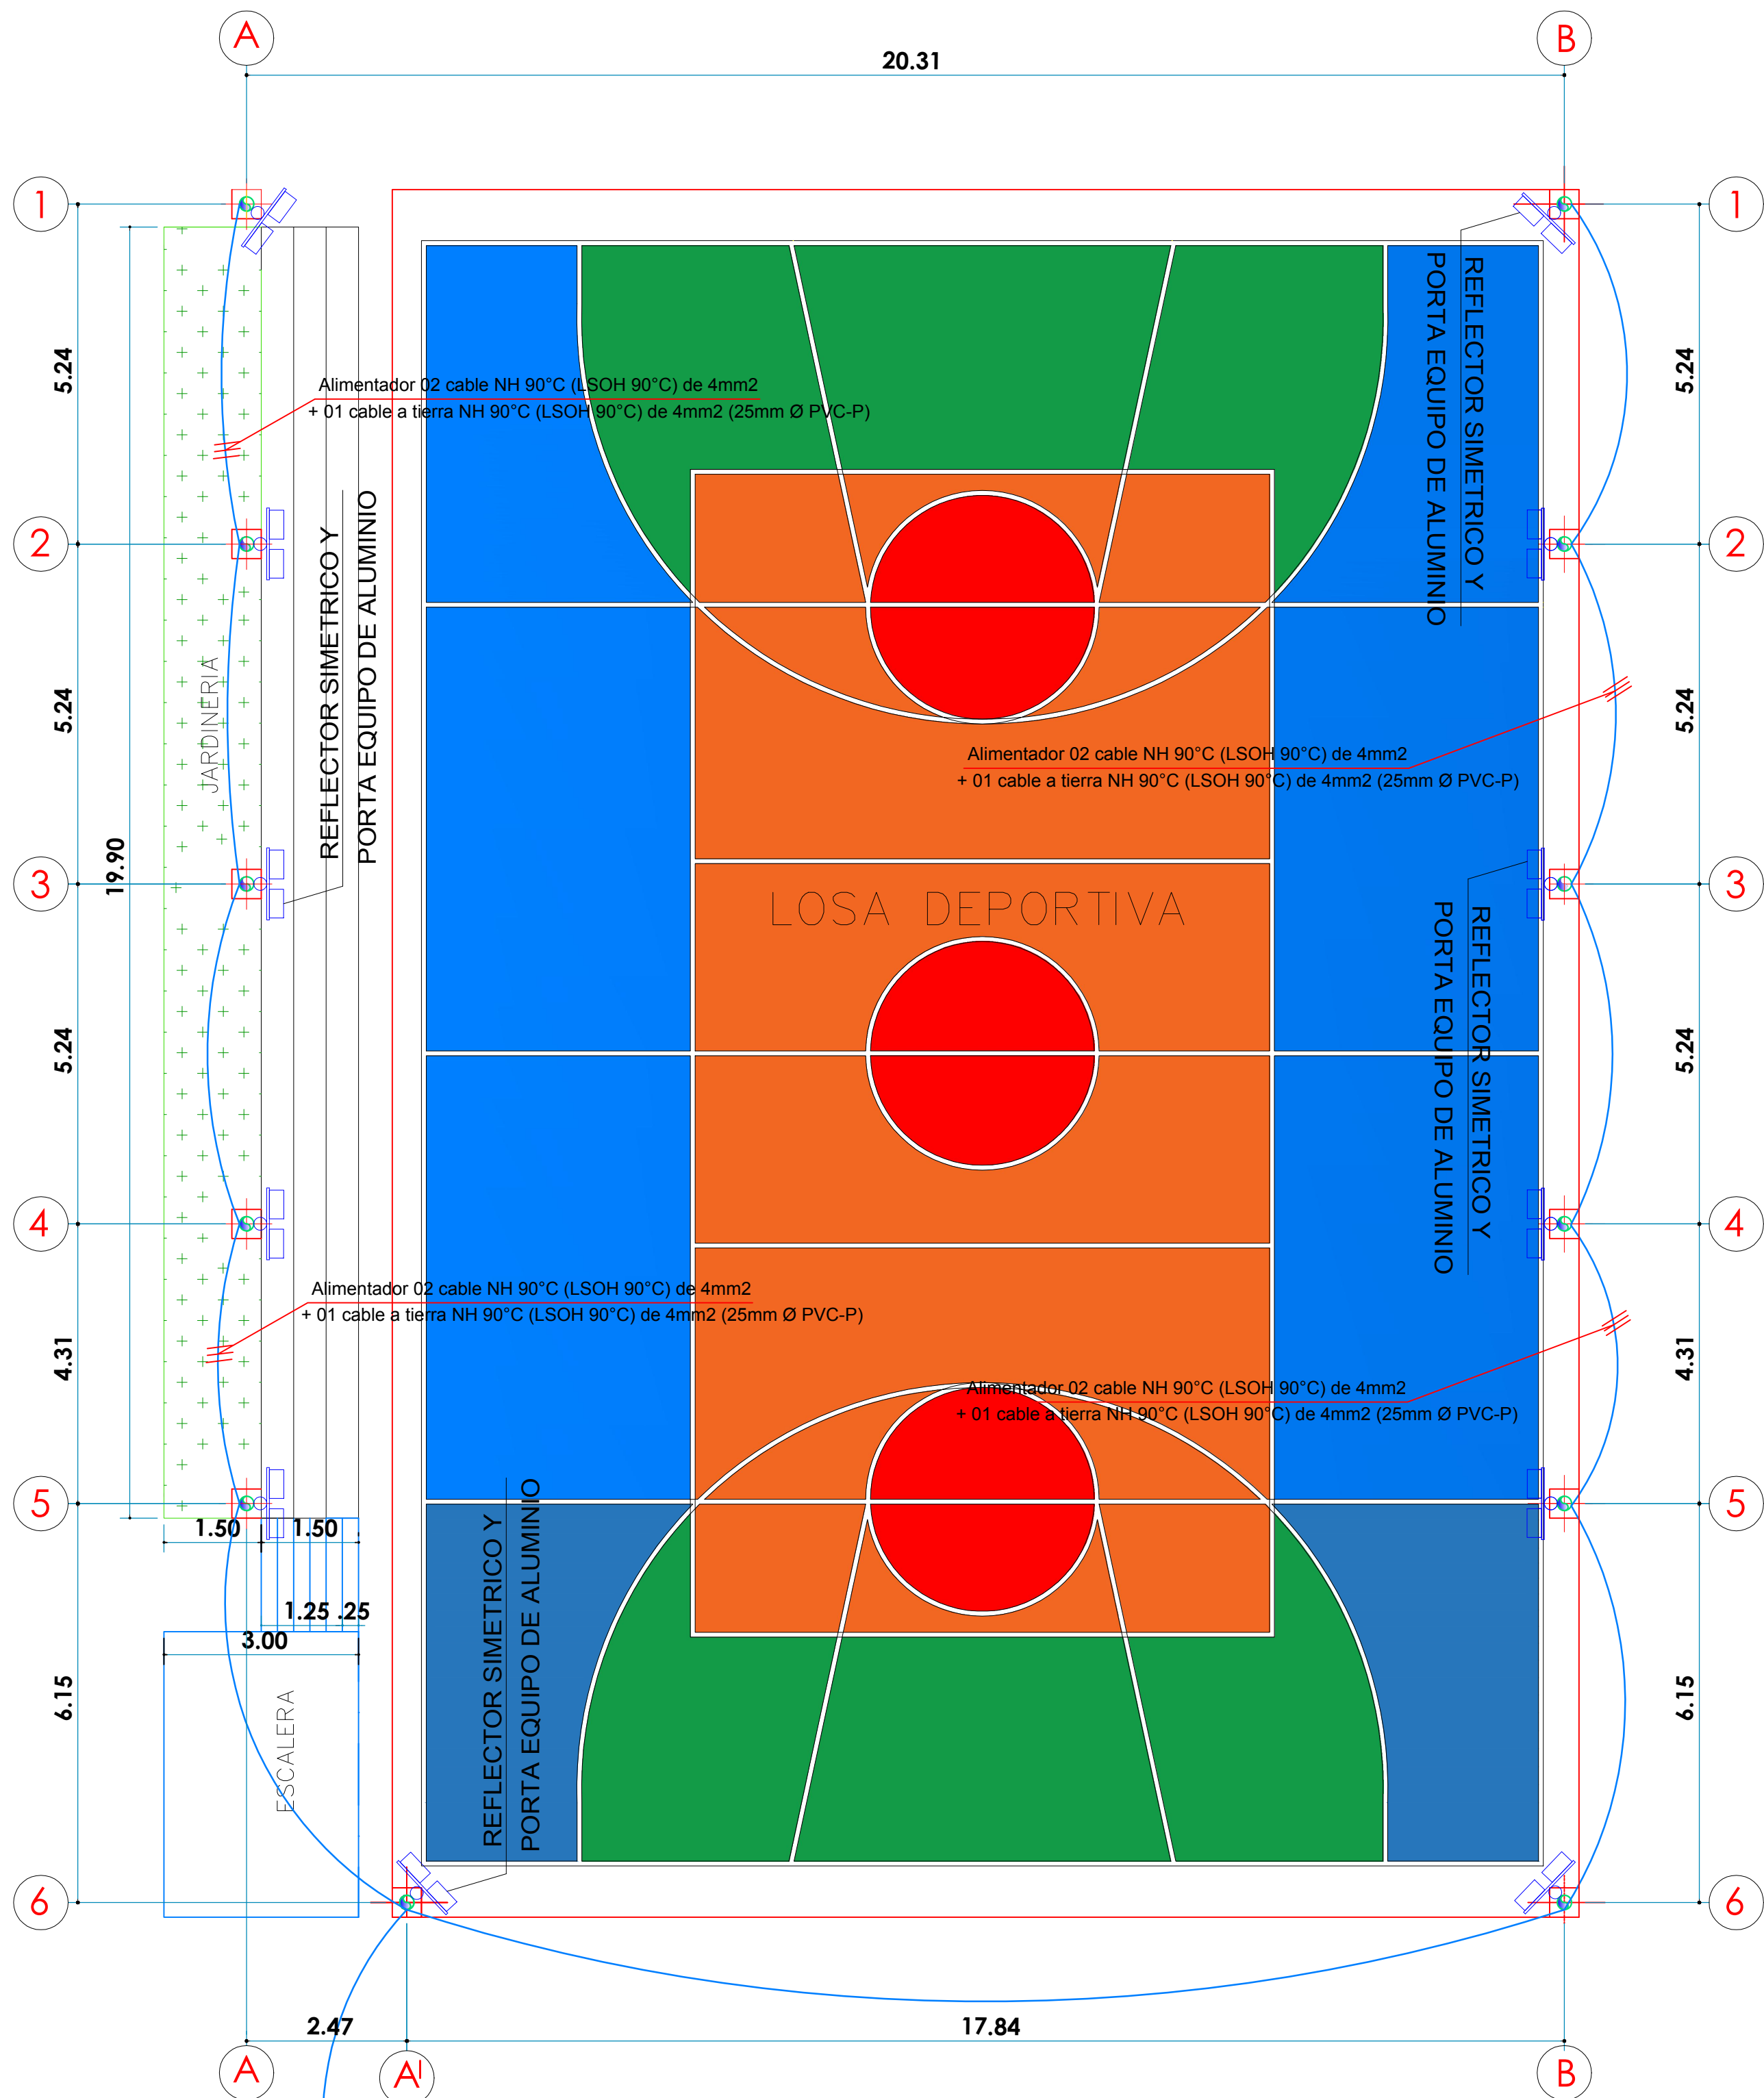 A
B
20.31
1
1
5.24
5.24
REFLECTOR SIMETRICO Y
PORTA EQUIPO DE ALUMINIO
Alimentador 02 cable NH 90°C (LSOH 90°C) de 4mm2
+ 01 cable a tierra NH 90°C (LSOH 90°C) de 4mm2 (25mm Ø PVC-P)
2
2
REFLECTOR SIMETRICO Y
PORTA EQUIPO DE ALUMINIO
JARDINERIA
5.24
5.24
Alimentador 02 cable NH 90°C (LSOH 90°C) de 4mm2
+ 01 cable a tierra NH 90°C (LSOH 90°C) de 4mm2 (25mm Ø PVC-P)
19.90
3
3
LOSA DEPORTIVA
REFLECTOR SIMETRICO Y
PORTA EQUIPO DE ALUMINIO
5.24
5.24
4
4
Alimentador 02 cable NH 90°C (LSOH 90°C) de 4mm2
+ 01 cable a tierra NH 90°C (LSOH 90°C) de 4mm2 (25mm Ø PVC-P)
4.31
4.31
Alimentador 02 cable NH 90°C (LSOH 90°C) de 4mm2
+ 01 cable a tierra NH 90°C (LSOH 90°C) de 4mm2 (25mm Ø PVC-P)
5
5
1.50
1.50
1.25
.25
3.00
REFLECTOR SIMETRICO Y
PORTA EQUIPO DE ALUMINIO
6.15
6.15
ESCALERA
6
6
2.47
17.84
A
A'
B